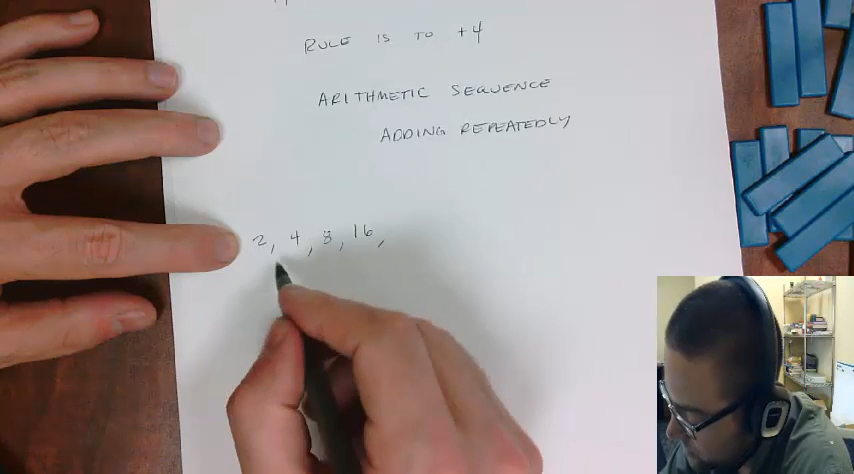 RULE IS TO +4
ARITHMETIC SEQUENCE
ADDING REPEATEDLY
2, 4, 8, 16,